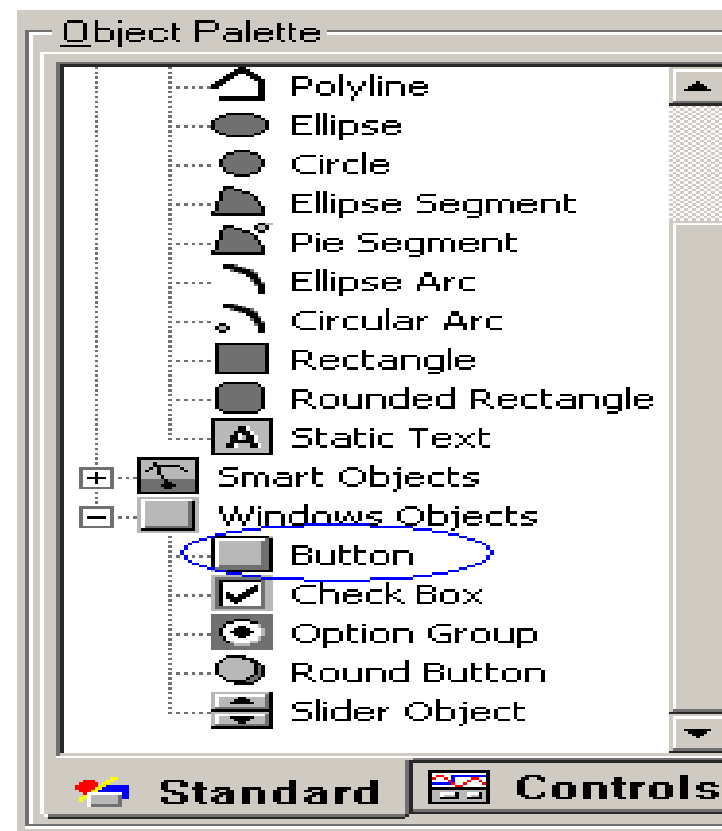 Object Palette
Polyline
Ellipse
Circle
Ellipse Segment
Pie Segment
Ellipse Arc
Circular Arc
Rectangle
Rounded Rectangle
A Static Text
Smart Objects
Windows Objects
Button
Check Box
Option Group
Round Button
Slider Object
Standard Controls